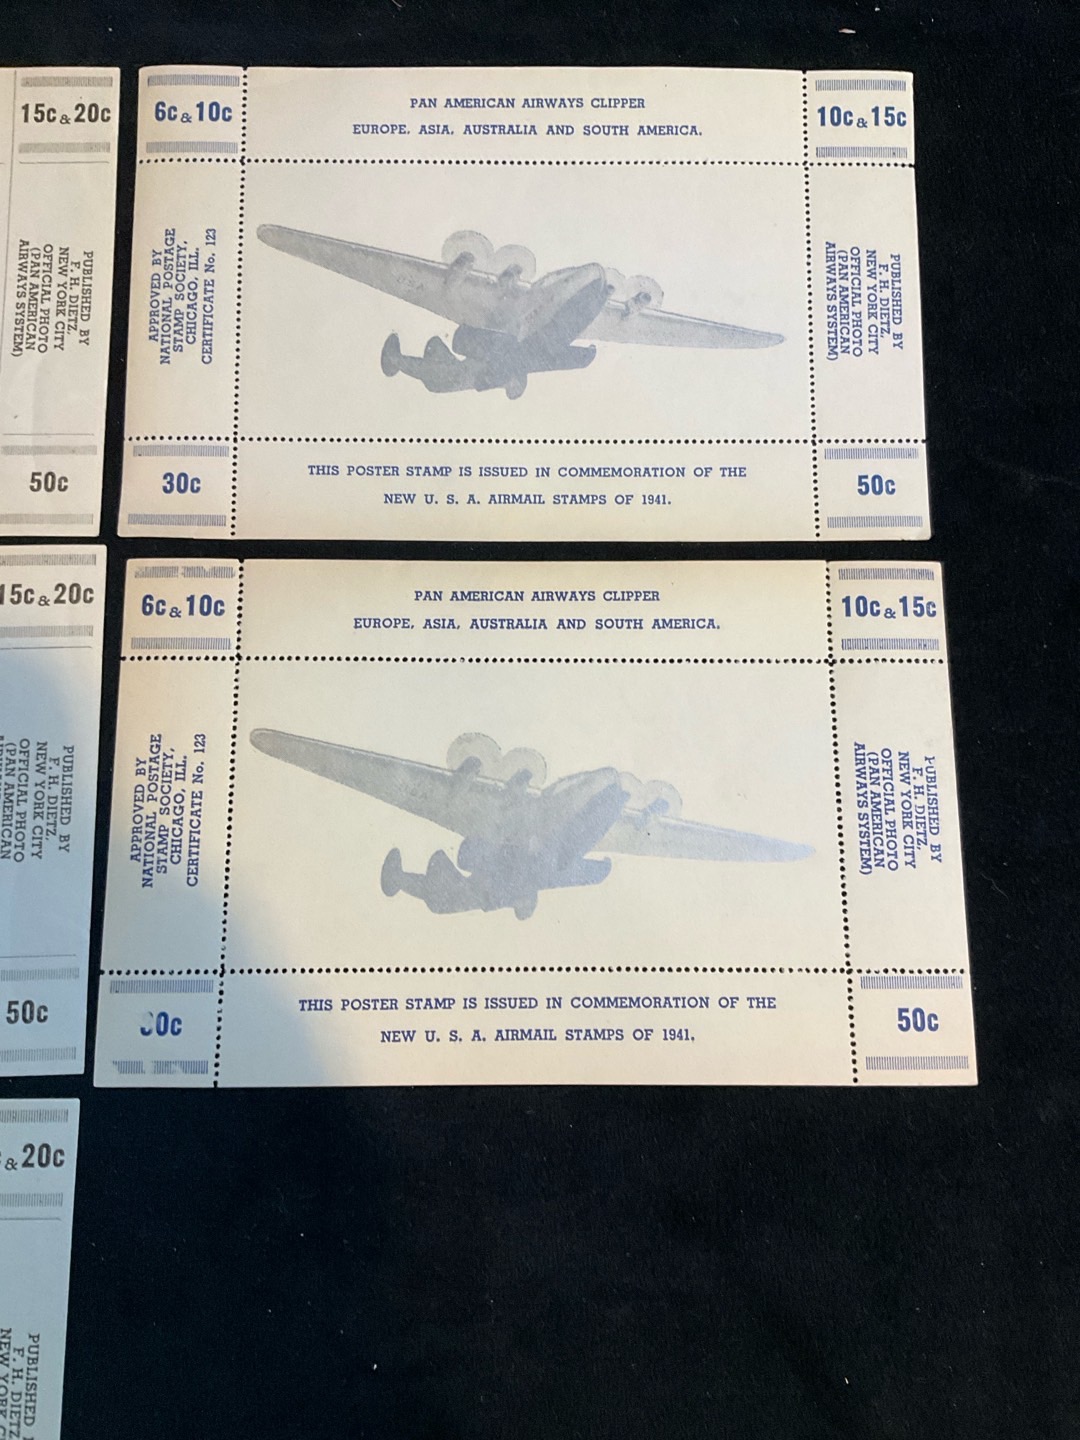 15c & 20c
PUBLISHED BY
F. H. DIETZ,
NEW YORK CITY
OFFICIAL PHOTO
(PAN AMERICAN
AIRWAYS SYSTEM)
50c
6c & 10c
PAN AMERICAN AIRWAYS CLIPPER
EUROPE, ASIA, AUSTRALIA AND SOUTH AMERICA.
10c & 15c
APPROVED BY
NATIONAL POSTAGE
STAMP SOCIETY,
CHICAGO, ILL.
CERTIFICATE No. 123
PUBLISHED BY
F. H. DIETZ,
NEW YORK CITY
OFFICIAL PHOTO
(PAN AMERICAN
AIRWAYS SYSTEM)
30c
THIS POSTER STAMP IS ISSUED IN COMMEMORATION OF THE
NEW U. S. A. AIRMAIL STAMPS OF 1941.
50c
15c & 20c
PUBLISHED BY
F. H. DIETZ,
NEW YORK CITY
OFFICIAL PHOTO
(PAN AMERICAN
50c
6c & 10c
PAN AMERICAN AIRWAYS CLIPPER
EUROPE, ASIA, AUSTRALIA AND SOUTH AMERICA.
10c & 15c
APPROVED BY
NATIONAL POSTAGE
STAMP SOCIETY,
CHICAGO, ILL.
CERTIFICATE No. 123
PUBLISHED BY
F. H. DIETZ,
NEW YORK CITY
OFFICIAL PHOTO
(PAN AMERICAN
AIRWAYS SYSTEM)
30c
THIS POSTER STAMP IS ISSUED IN COMMEMORATION OF THE
NEW U. S. A. AIRMAIL STAMPS OF 1941.
50c
& 20c
PUBLISHED
F. H. DIETZ,
NEW YORK